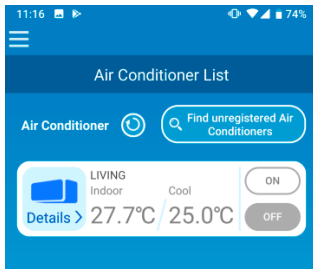 11:16 74%
Air Conditioner List
Air Conditioner
Find unregistered Air
Conditioners
LIVING
Indoor Cool
Details 27.7℃ 25.0℃
ON
OFF